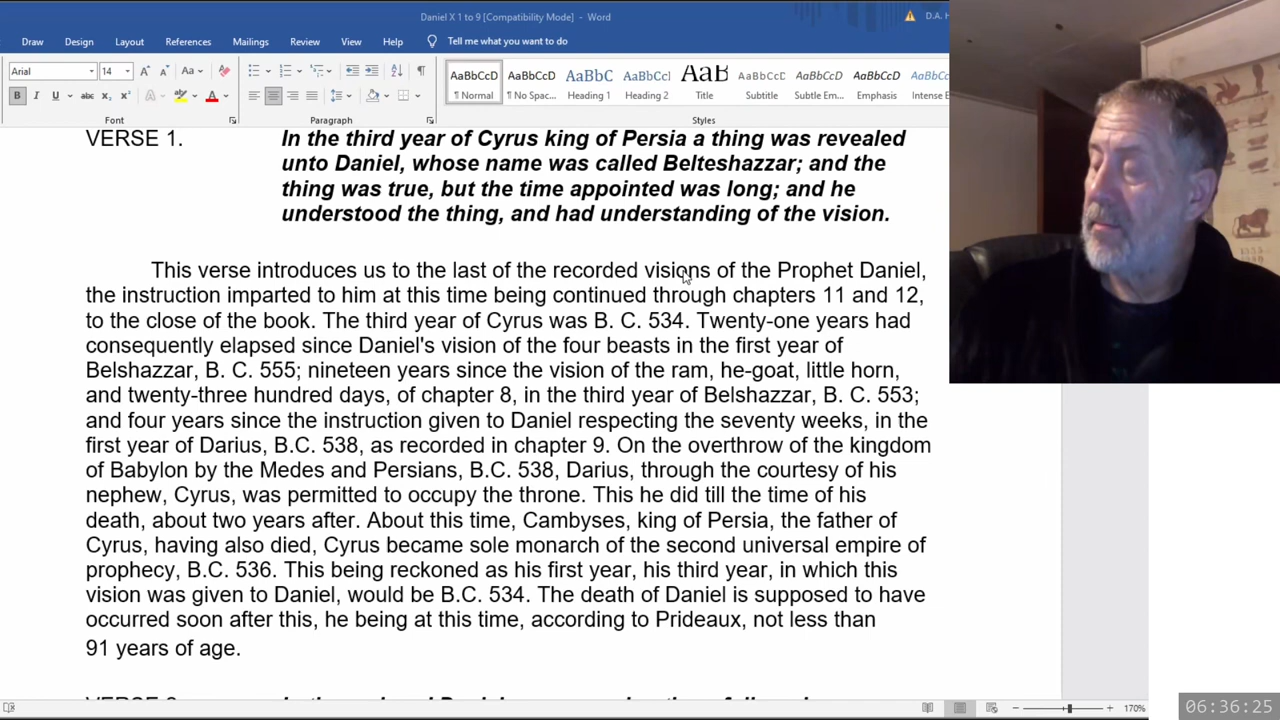 Daniel X 1 to 9 [Compatibility Mode] - Word
D.A. H
Draw Design Layout References Mailings Review View Help Tell me what you want to do
Arial 14 A A Aa
AaBbCcD AaBbCcD AaBbC AaBbCcI AaB AaBbCcD AaBbCcD AaBbCcD AaBbCc
B I U abc x₂ x² A A
¶ Normal ¶ No Spac... Heading 1 Heading 2 Title Subtitle Subtle Em... Emphasis Intense E
Font Paragraph Styles
VERSE 1. In the third year of Cyrus king of Persia a thing was revealed
unto Daniel, whose name was called Belteshazzar; and the
thing was true, but the time appointed was long; and he
understood the thing, and had understanding of the vision.
This verse introduces us to the last of the recorded visions of the Prophet Daniel,
the instruction imparted to him at this time being continued through chapters 11 and 12,
to the close of the book. The third year of Cyrus was B. C. 534. Twenty-one years had
consequently elapsed since Daniel's vision of the four beasts in the first year of
Belshazzar, B. C. 555; nineteen years since the vision of the ram, he-goat, little horn,
and twenty-three hundred days, of chapter 8, in the third year of Belshazzar, B. C. 553;
and four years since the instruction given to Daniel respecting the seventy weeks, in the
first year of Darius, B.C. 538, as recorded in chapter 9. On the overthrow of the kingdom
of Babylon by the Medes and Persians, B.C. 538, Darius, through the courtesy of his
nephew, Cyrus, was permitted to occupy the throne. This he did till the time of his
death, about two years after. About this time, Cambyses, king of Persia, the father of
Cyrus, having also died, Cyrus became sole monarch of the second universal empire of
prophecy, B.C. 536. This being reckoned as his first year, his third year, in which this
vision was given to Daniel, would be B.C. 534. The death of Daniel is supposed to have
occurred soon after this, he being at this time, according to Prideaux, not less than
91 years of age.
170%
06:36:25